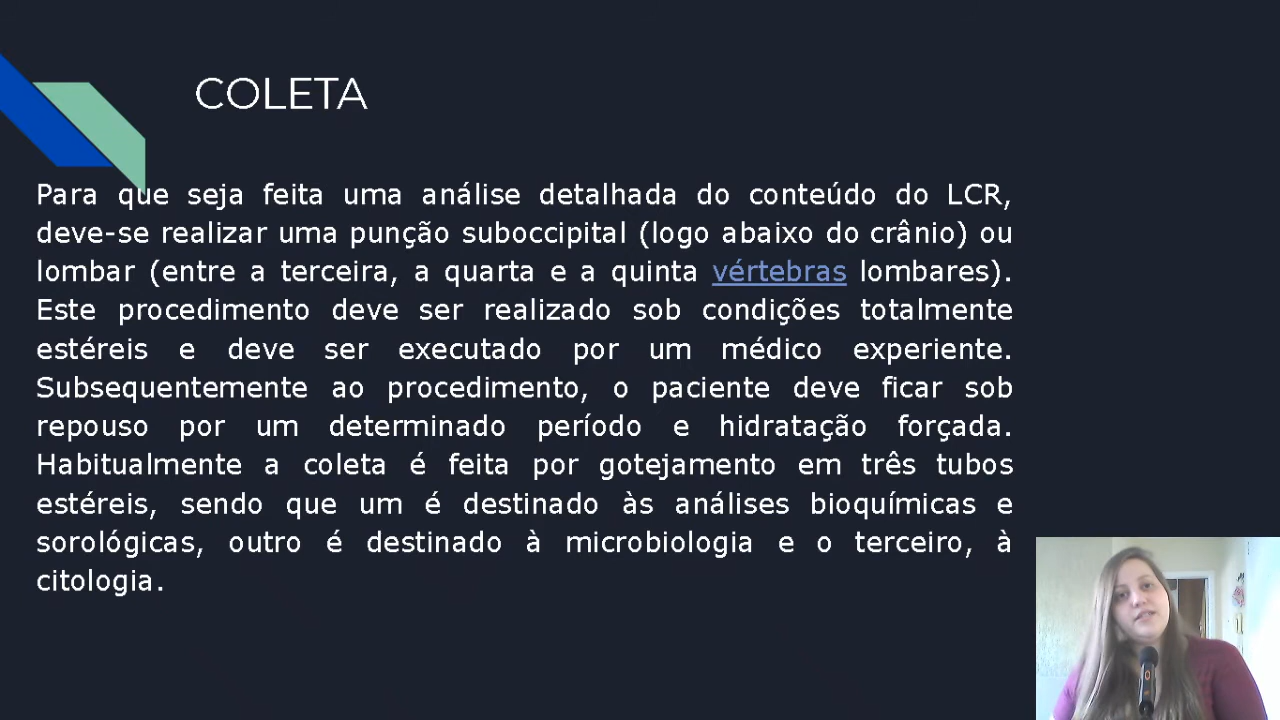 COLETA
Para que seja feita uma análise detalhada do conteúdo do LCR,
deve-se realizar uma punção suboccipital (logo abaixo do crânio) ou
lombar (entre a terceira, a quarta e a quinta vértebras lombares).
Este procedimento deve ser realizado sob condições totalmente
estéreis e deve ser executado por um médico experiente.
Subsequentemente ao procedimento, o paciente deve ficar sob
repouso por um determinado período e hidratação forçada.
Habitualmente a coleta é feita por gotejamento em três tubos
estéreis, sendo que um é destinado às análises bioquímicas e
sorológicas, outro é destinado à microbiologia e o terceiro, à
citologia.